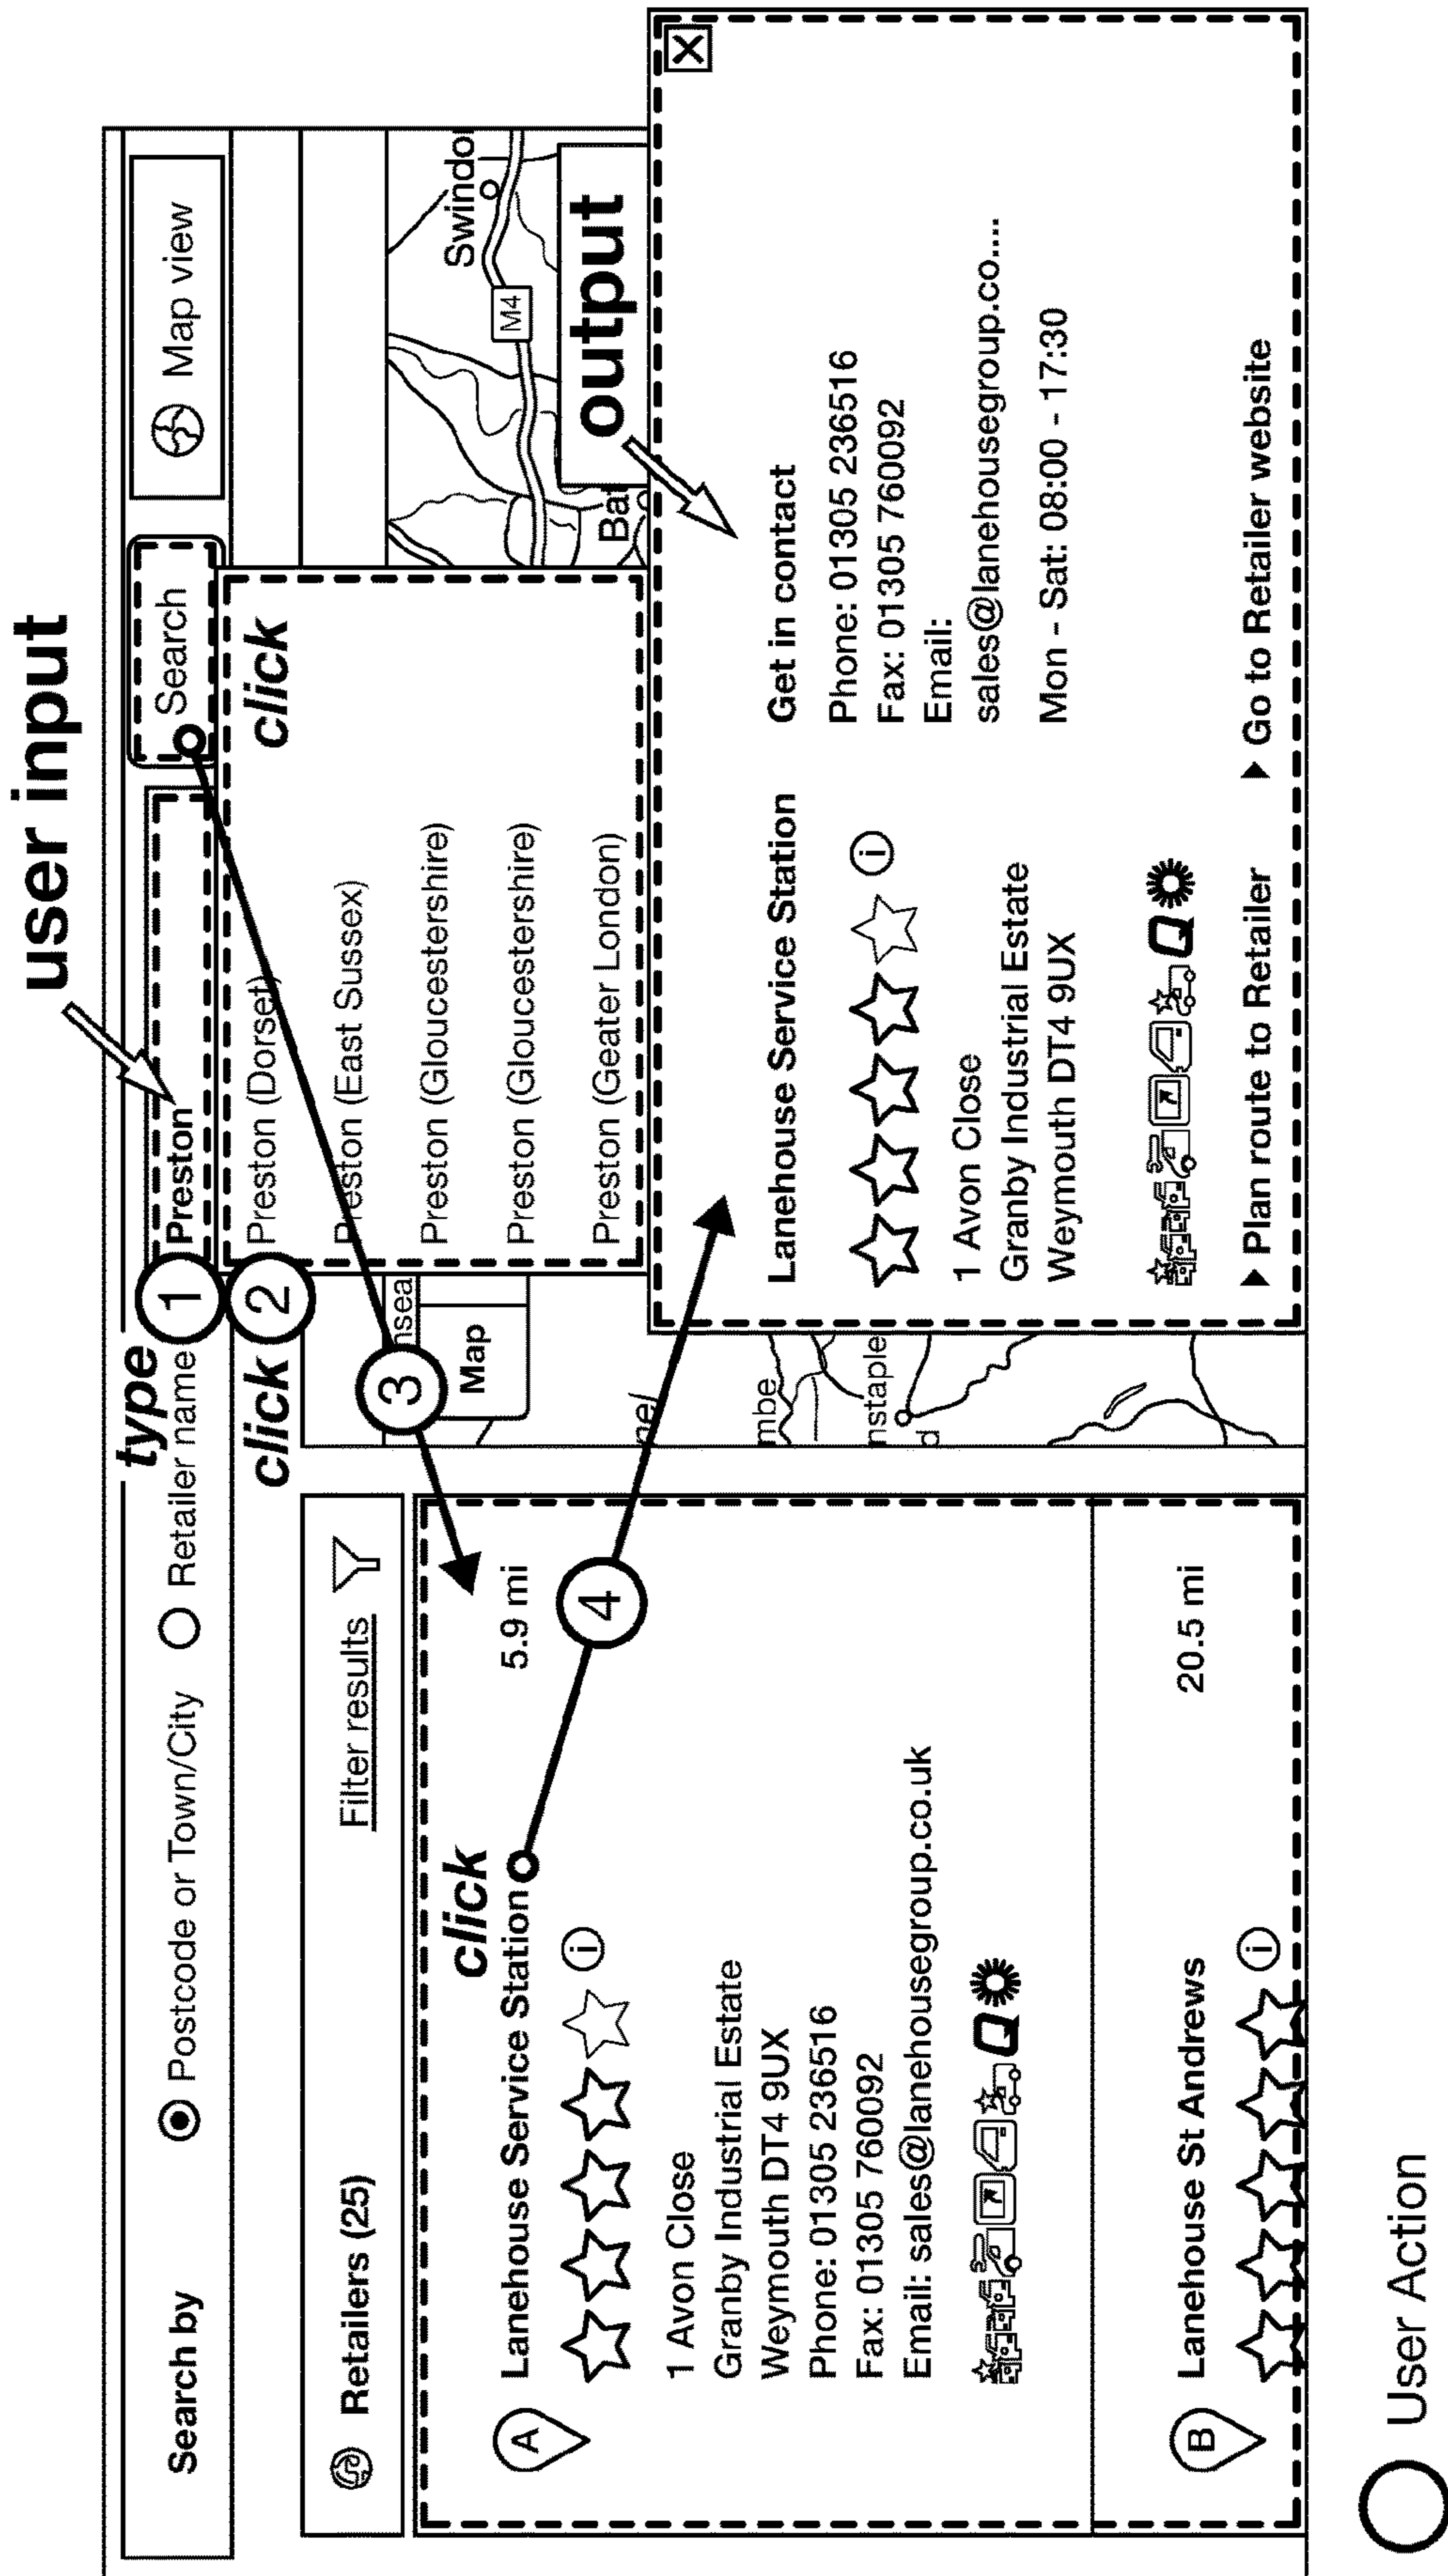 user input
type
Search by
Postcode or Town/City
Retailer name
1
Preston
Search
Map view
click
2
click
Preston (Dorset)
Preston (East Sussex)
Preston (Gloucestershire)
Preston (Gloucestershire)
Preston (Geater London)
Retailers (25)
Filter results
3
nsea
Map
Swindo
M4
Bat
output
click
A
Lanehouse Service Station
5.9 mi
i
4
1 Avon Close
Granby Industrial Estate
Weymouth DT4 9UX
Phone: 01305 236516
Fax: 01305 760092
Email: sales@lanehousegroup.co.uk
Q
B
Lanehouse St Andrews
20.5 mi
i
nel
mbe
nstaple
d
X
Lanehouse Service Station
i
1 Avon Close
Granby Industrial Estate
Weymouth DT4 9UX
Q
Get in contact
Phone: 01305 236516
Fax: 01305 760092
Email:
sales@lanehousegroup.co....
Mon - Sat: 08:00 - 17:30
Plan route to Retailer
Go to Retailer website
User Action